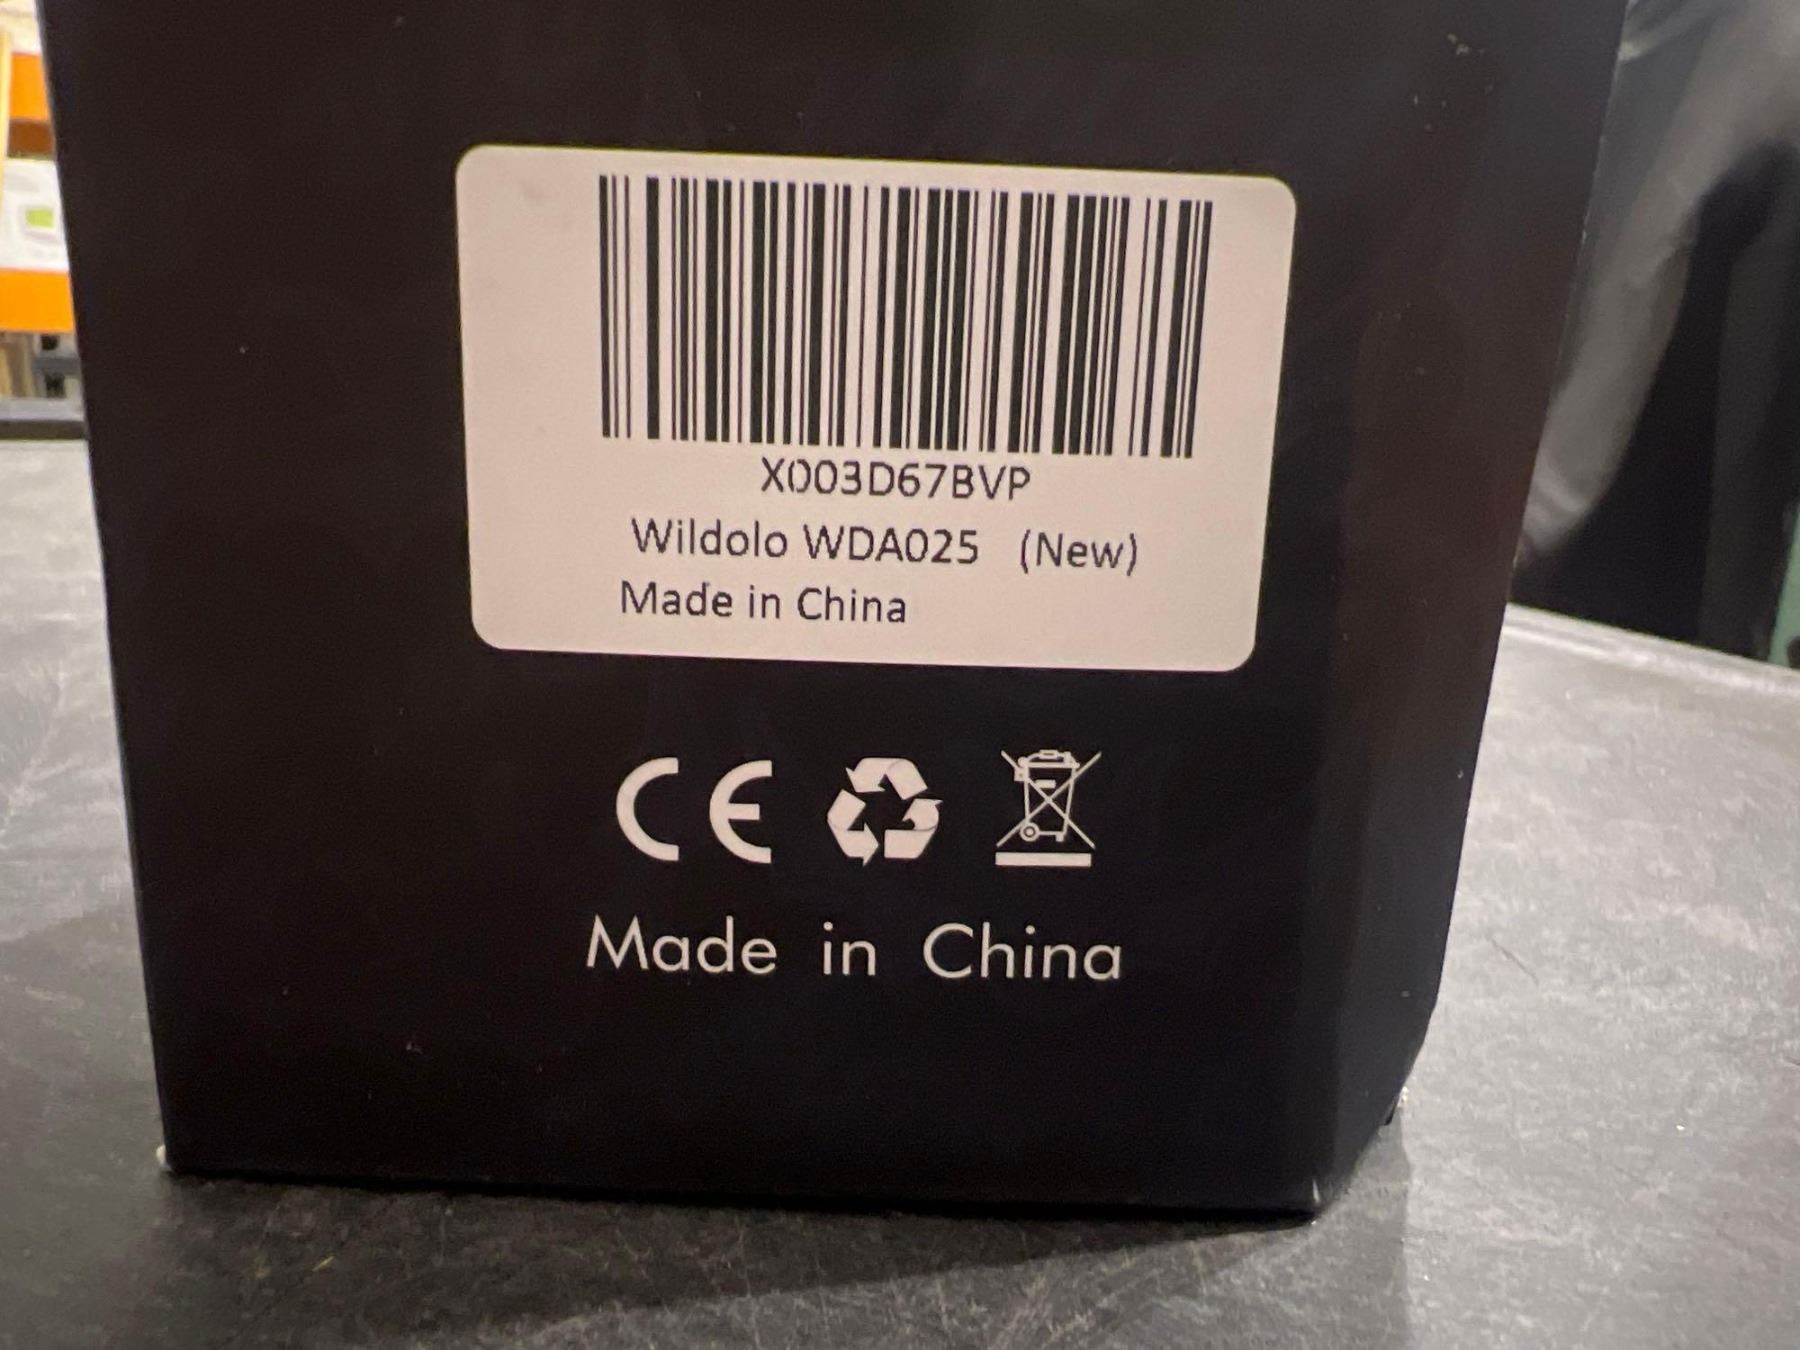 X003D67BVP
Wildolo WDA025 (New)
Made in China
CE
Made in China